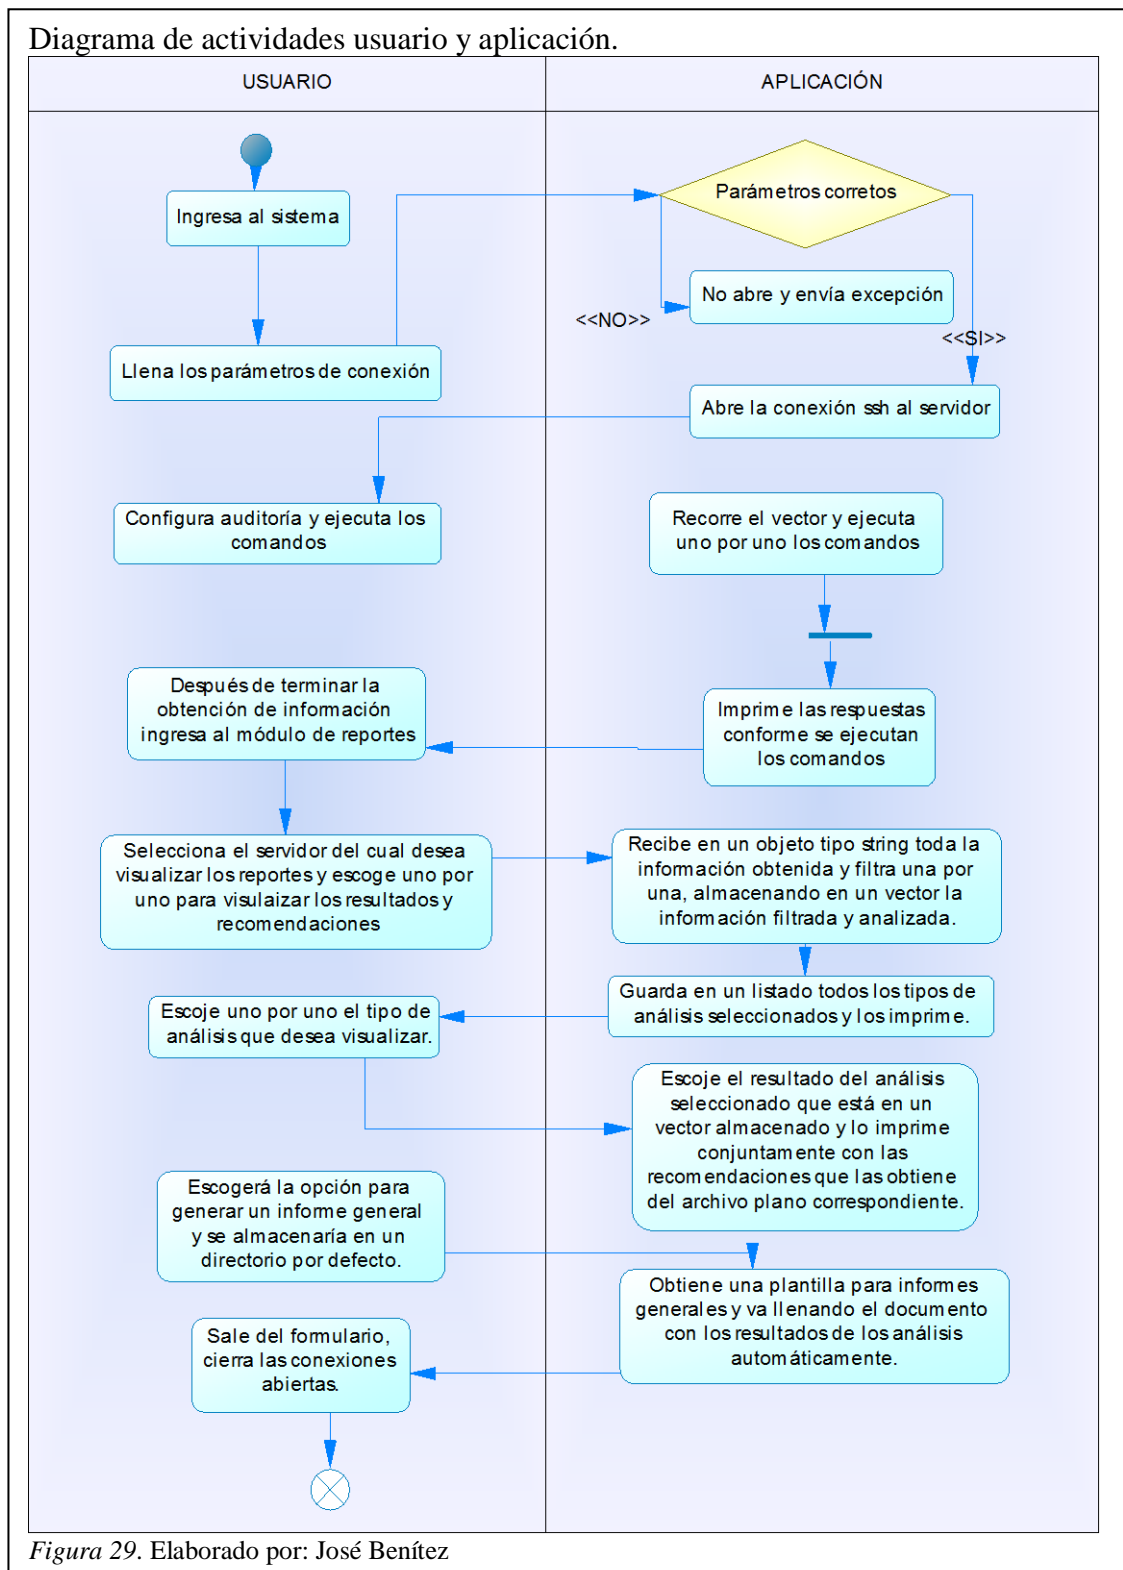 Diagrama de actividades usuario y aplicación.
USUARIO
APLICACIÓN
Ingresa al sistema
Parámetros corretos
No abre y envía excepción
<<NO>>
<<SI>>
Llena los parámetros de conexión
Abre la conexión ssh al servidor
Configura auditoría y ejecuta los
comandos
Recorre el vector y ejecuta
uno por uno los comandos
Imprime las respuestas
conforme se ejecutan
los comandos
Después de terminar la
obtención de información
ingresa al módulo de reportes
Selecciona el servidor del cual desea
visualizar los reportes y escoge uno por
uno para visulaizar los resultados y
recomendaciones
Recibe en un objeto tipo string toda la
información obtenida y filtra una por
una, almacenando en un vector la
información filtrada y analizada.
Guarda en un listado todos los tipos de
análisis seleccionados y los imprime.
Escoje uno por uno el tipo de
análisis que desea visualizar.
Escoje el resultado del análisis
seleccionado que está en un
vector almacenado y lo imprime
conjuntamente con las
recomendaciones que las obtiene
del archivo plano correspondiente.
Escogerá la opción para
generar un informe general
y se almacenaría en un
directorio por defecto.
Obtiene una plantilla para informes
generales y va llenando el documento
con los resultados de los análisis
automáticamente.
Sale del formulario,
cierra las conexiones
abiertas.
Figura 29. Elaborado por: José Benítez